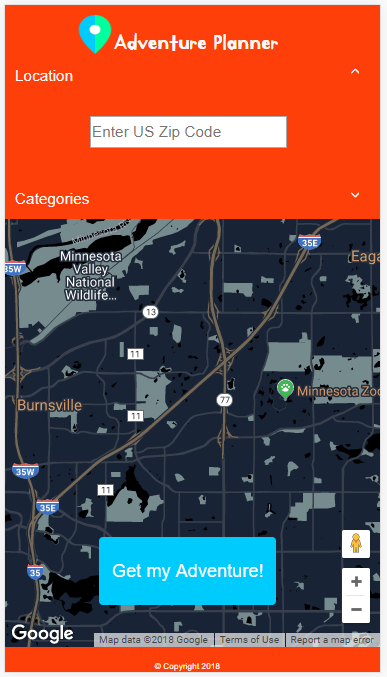 Adventure Planner
Location
Enter US Zip Code
Categories
Minnesota
35E
Minnesota
Valley
National
Wildlife...
35W
13
11
Minnesota Zoo
77
Burnsville
11
35W
11
35E
Get my Adventure!
35
+
−
Google
Map data ©2018 Google
Terms of Use
Report a map error
© Copyright 2018